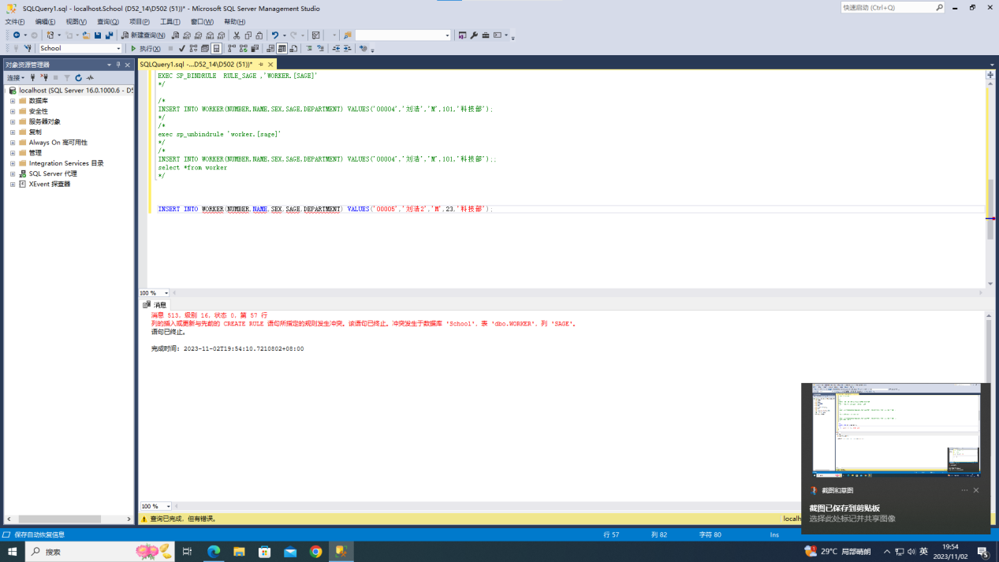 SQLQuery1.sql - localhost.School (D52_14\D502 (51))* - Microsoft SQL Server Management Studio
快速启动 (Ctrl+Q)
文件(F) 编辑(E) 视图(V) 查询(Q) 项目(P) 工具(T) 窗口(W) 帮助(H)
新建查询(N)
School
执行(X)
对象资源管理器
SQLQuery1.sql -...D52_14\D502 (51))*
连接
localhost (SQL Server 16.0.1000.6 - D5
数据库
安全性
服务器对象
复制
Always On 高可用性
管理
Integration Services 目录
SQL Server 代理
XEvent 探查器
EXEC SP_BINDRULE  RULE_SAGE ,'WORKER.[SAGE]'
*/
/*
INSERT INTO WORKER(NUMBER,NAME,SEX,SAGE,DEPARTMENT) VALUES('00004','刘浩','M',101,'科技部');
*/
/*
exec sp_unbindrule 'worker.[sage]'
*/
/*
INSERT INTO WORKER(NUMBER,NAME,SEX,SAGE,DEPARTMENT) VALUES('00004','刘浩','M',101,'科技部');;
select *from worker
*/
INSERT INTO WORKER(NUMBER,NAME,SEX,SAGE,DEPARTMENT) VALUES('00005','刘浩2','M',23,'科技部');
100 %
消息
消息 513，级别 16，状态 0，第 57 行
列的插入或更新与先前的 CREATE RULE 语句所指定的规则发生冲突。该语句已终止。冲突发生于数据库 'School'，表 'dbo.WORKER'，列 'SAGE'。
语句已终止。
完成时间: 2023-11-02T19:54:10.7210802+08:00
100 %
查询已完成，但有错误。
localh
截图和草图
截图已保存到剪贴板
选择此处标记并共享图像
保存自动恢复信息
行 57 列 82 字符 80 Ins
搜索
29°C 局部晴朗
英
19:54
2023/11/02
5